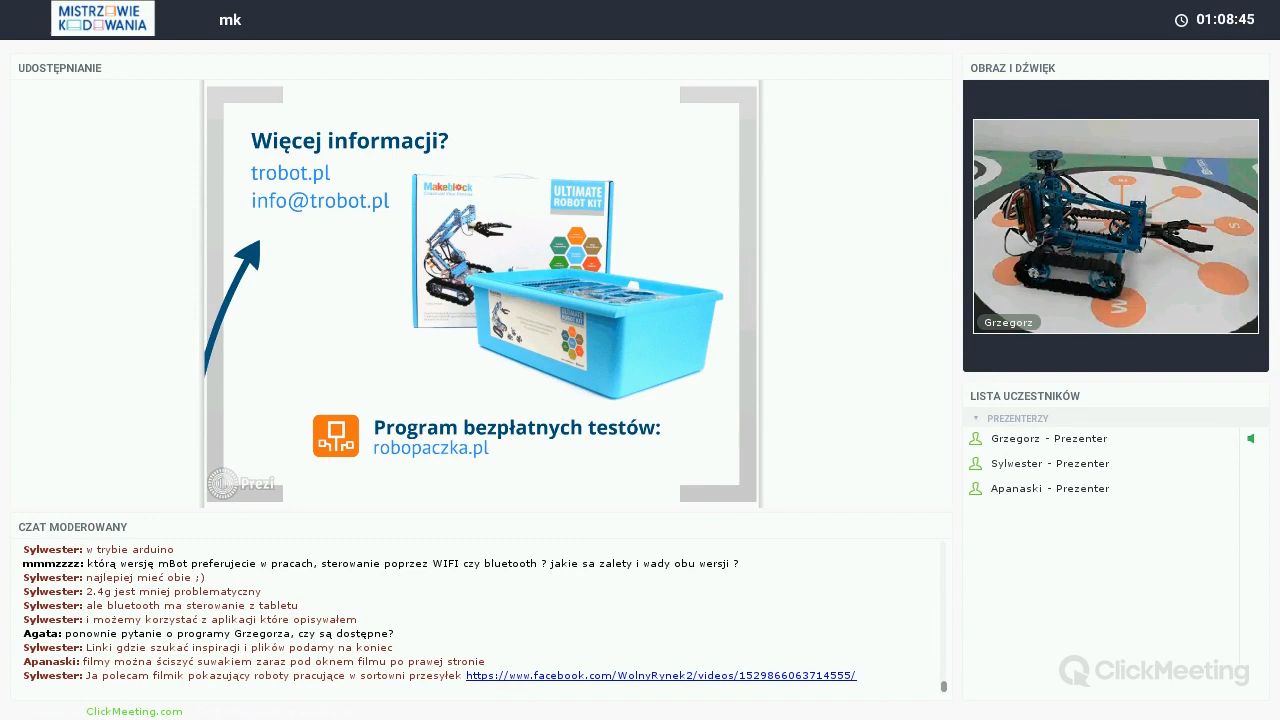 MISTRZOWIE
KODOWANIA
mk
01:08:45
UDOSTĘPNIANIE
Więcej informacji?
trobot.pl
info@trobot.pl
Makeblock
ULTIMATE
ROBOT KIT
ULTIMATE
ROBOT KIT
Program bezpłatnych testów:
robopaczka.pl
Prezi
OBRAZ I DŹWIĘK
Grzegorz
LISTA UCZESTNIKÓW
PREZENTERZY
Grzegorz - Prezenter
Sylwester - Prezenter
Apanaski - Prezenter
CZAT MODEROWANY
Sylwester: w trybie arduino
mmmzzzz: którą wersję mBot preferujecie w pracach, sterowanie poprzez WIFI czy bluetooth ? jakie sa zalety i wady obu wersji ?
Sylwester: najlepiej mieć obie ;)
Sylwester: 2.4g jest mniej problematyczny
Sylwester: ale bluetooth ma sterowanie z tabletu
Sylwester: i możemy korzystać z aplikacji które opisywałem
Agata: ponownie pytanie o programy Grzegorza, czy są dostępne?
Sylwester: Linki gdzie szukać inspiracji i plików podamy na koniec
Apanaski: filmy można ściszyć suwakiem zaraz pod oknem filmu po prawej stronie
Sylwester: Ja polecam filmik pokazujący roboty pracujące w sortowni przesyłek https://www.facebook.com/WolnyRynek2/videos/1529866063714555/
ClickMeeting
ClickMeeting.com